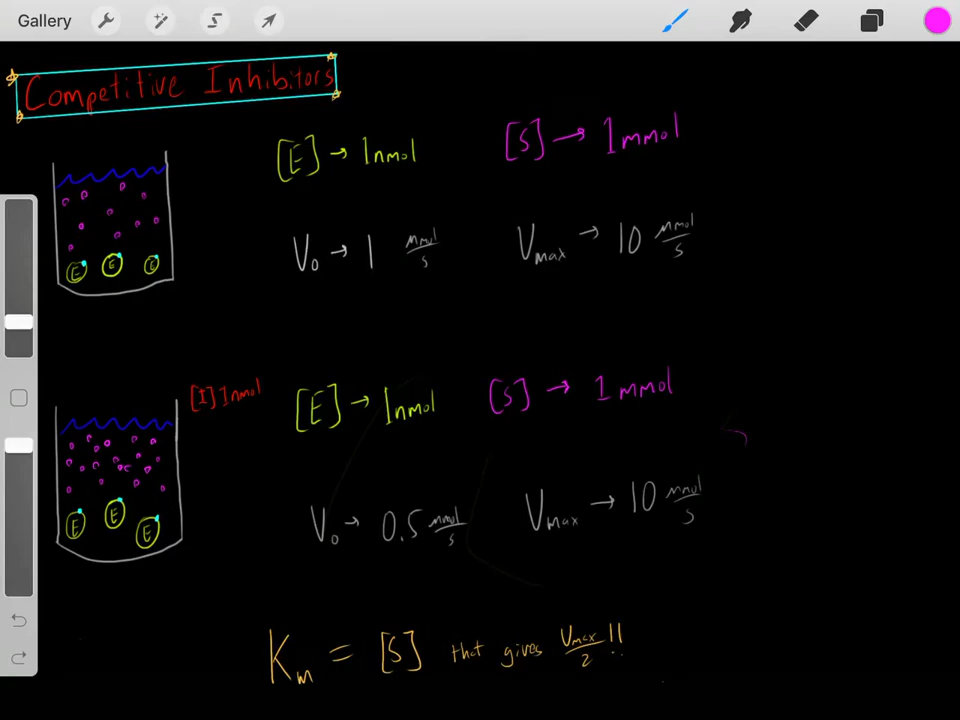 Gallery
Competitive Inhibitors
[E] → 1nmol
[S] → 1mmol
V₀ → 1 mmol/s
Vmax → 10 mmol/s
E E E
[I] 1nmol
[E] → 1nmol
[S] → 1mmol
V₀ → 0.5 mmol/s
Vmax → 10 mmol/s
E E E
Km = [S] that gives Vmax/2!!